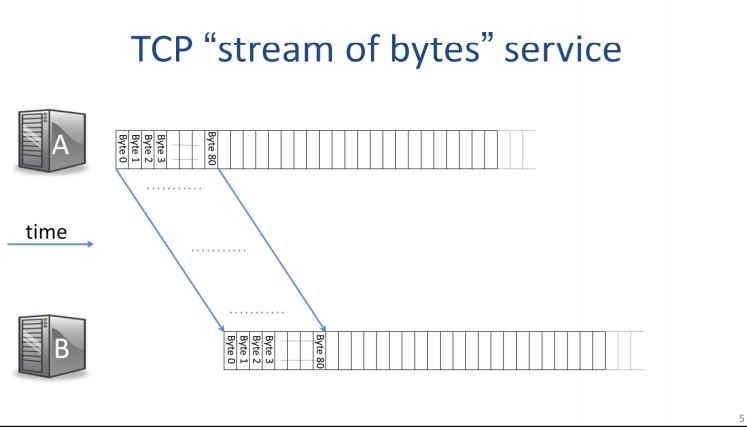 TCP “stream of bytes” service
A
Byte 0
Byte 1
Byte 2
Byte 3
Byte 80
time
B
Byte 0
Byte 1
Byte 2
Byte 3
Byte 80
5